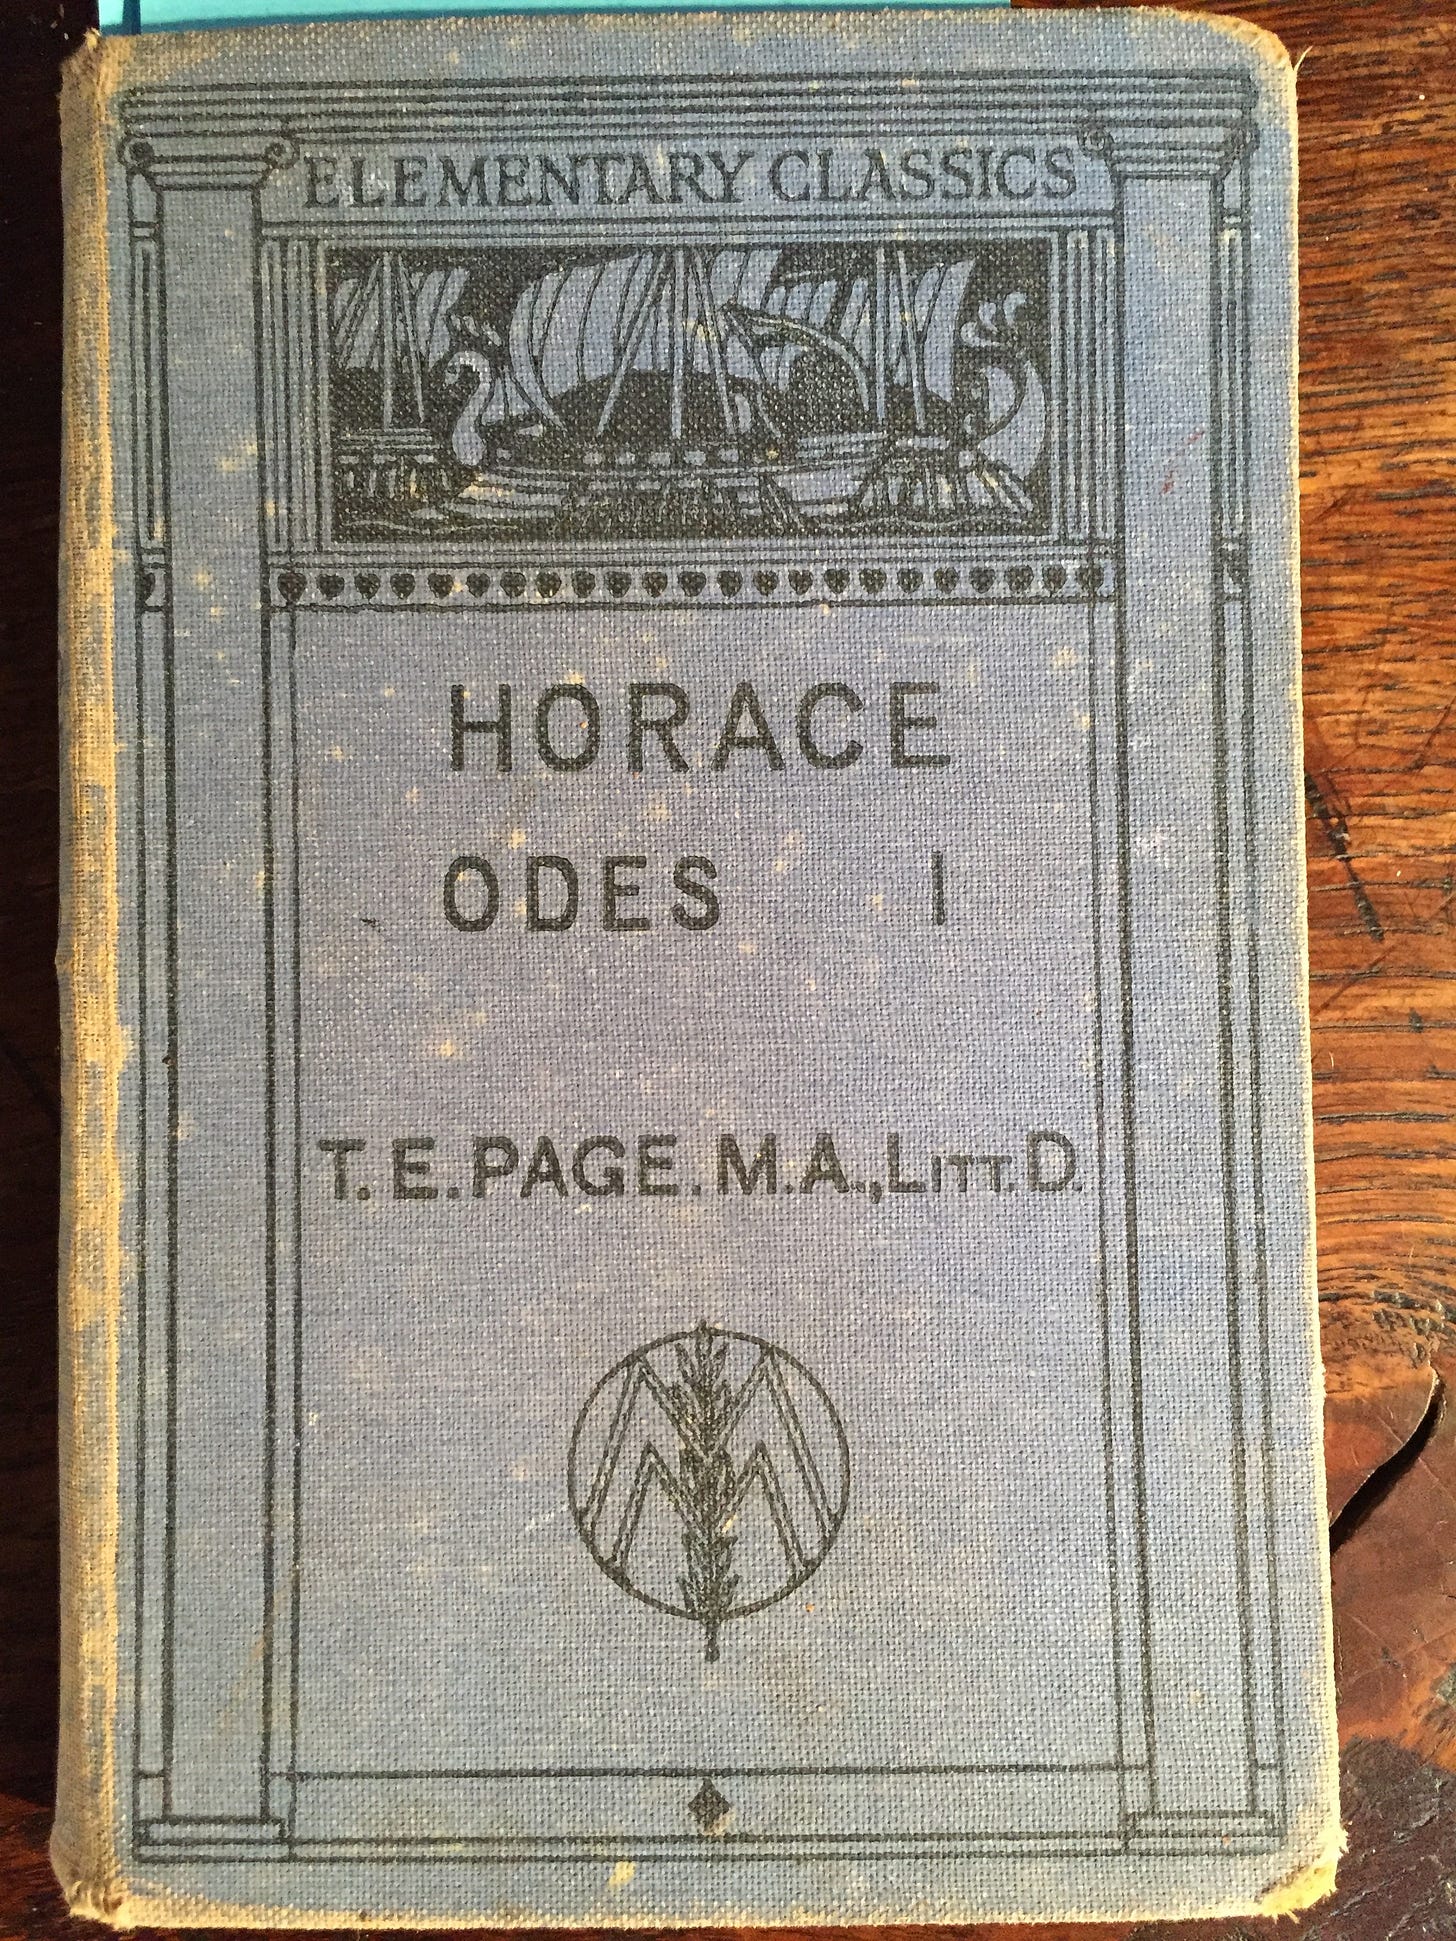 ELEMENTARY CLASSICS
HORACE
ODES I
T. E. PAGE. M.A., LITT. D.
M
M